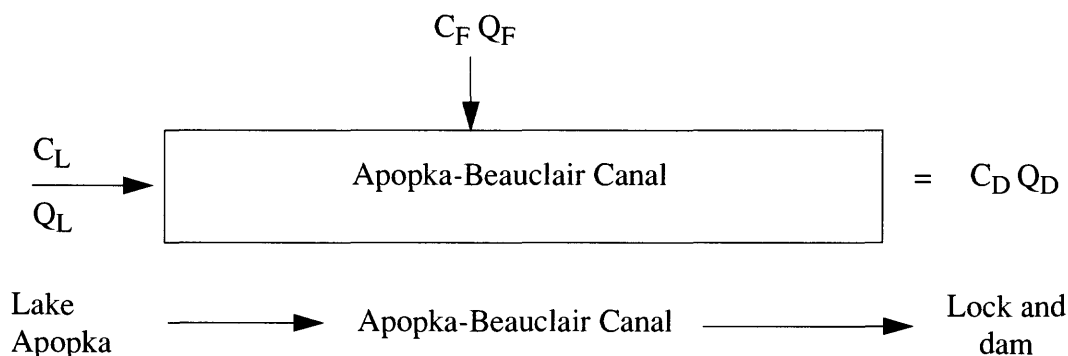 C_F Q_F
C_L
Q_L
Apopka-Beauclair Canal
= C_D Q_D
Lake
Apopka
Apopka-Beauclair Canal
Lock and
dam